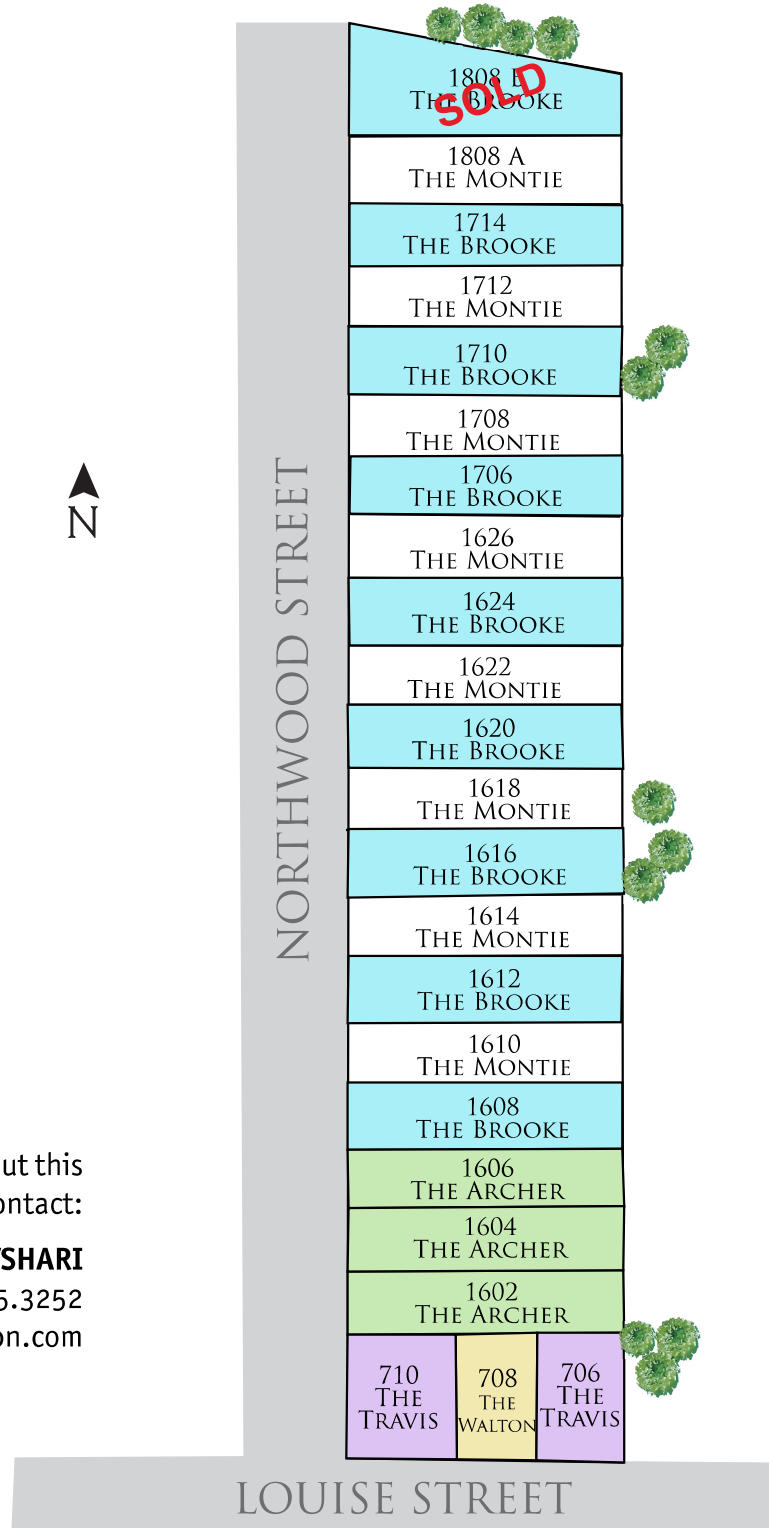 1808 B
The Brooke
SOLD
1808 A
The Montie
1714
The Brooke
1712
The Montie
1710
The Brooke
1708
The Montie
1706
The Brooke
1626
The Montie
1624
The Brooke
1622
The Montie
1620
The Brooke
1618
The Montie
1616
The Brooke
1614
The Montie
1612
The Brooke
1610
The Montie
1608
The Brooke
1606
The Archer
1604
The Archer
1602
The Archer
710
The
Travis
708
The
Walton
706
The
Travis
NORTHWOOD STREET
LOUISE STREET
N
ut this
ontact:
SHARI
5.3252
on.com